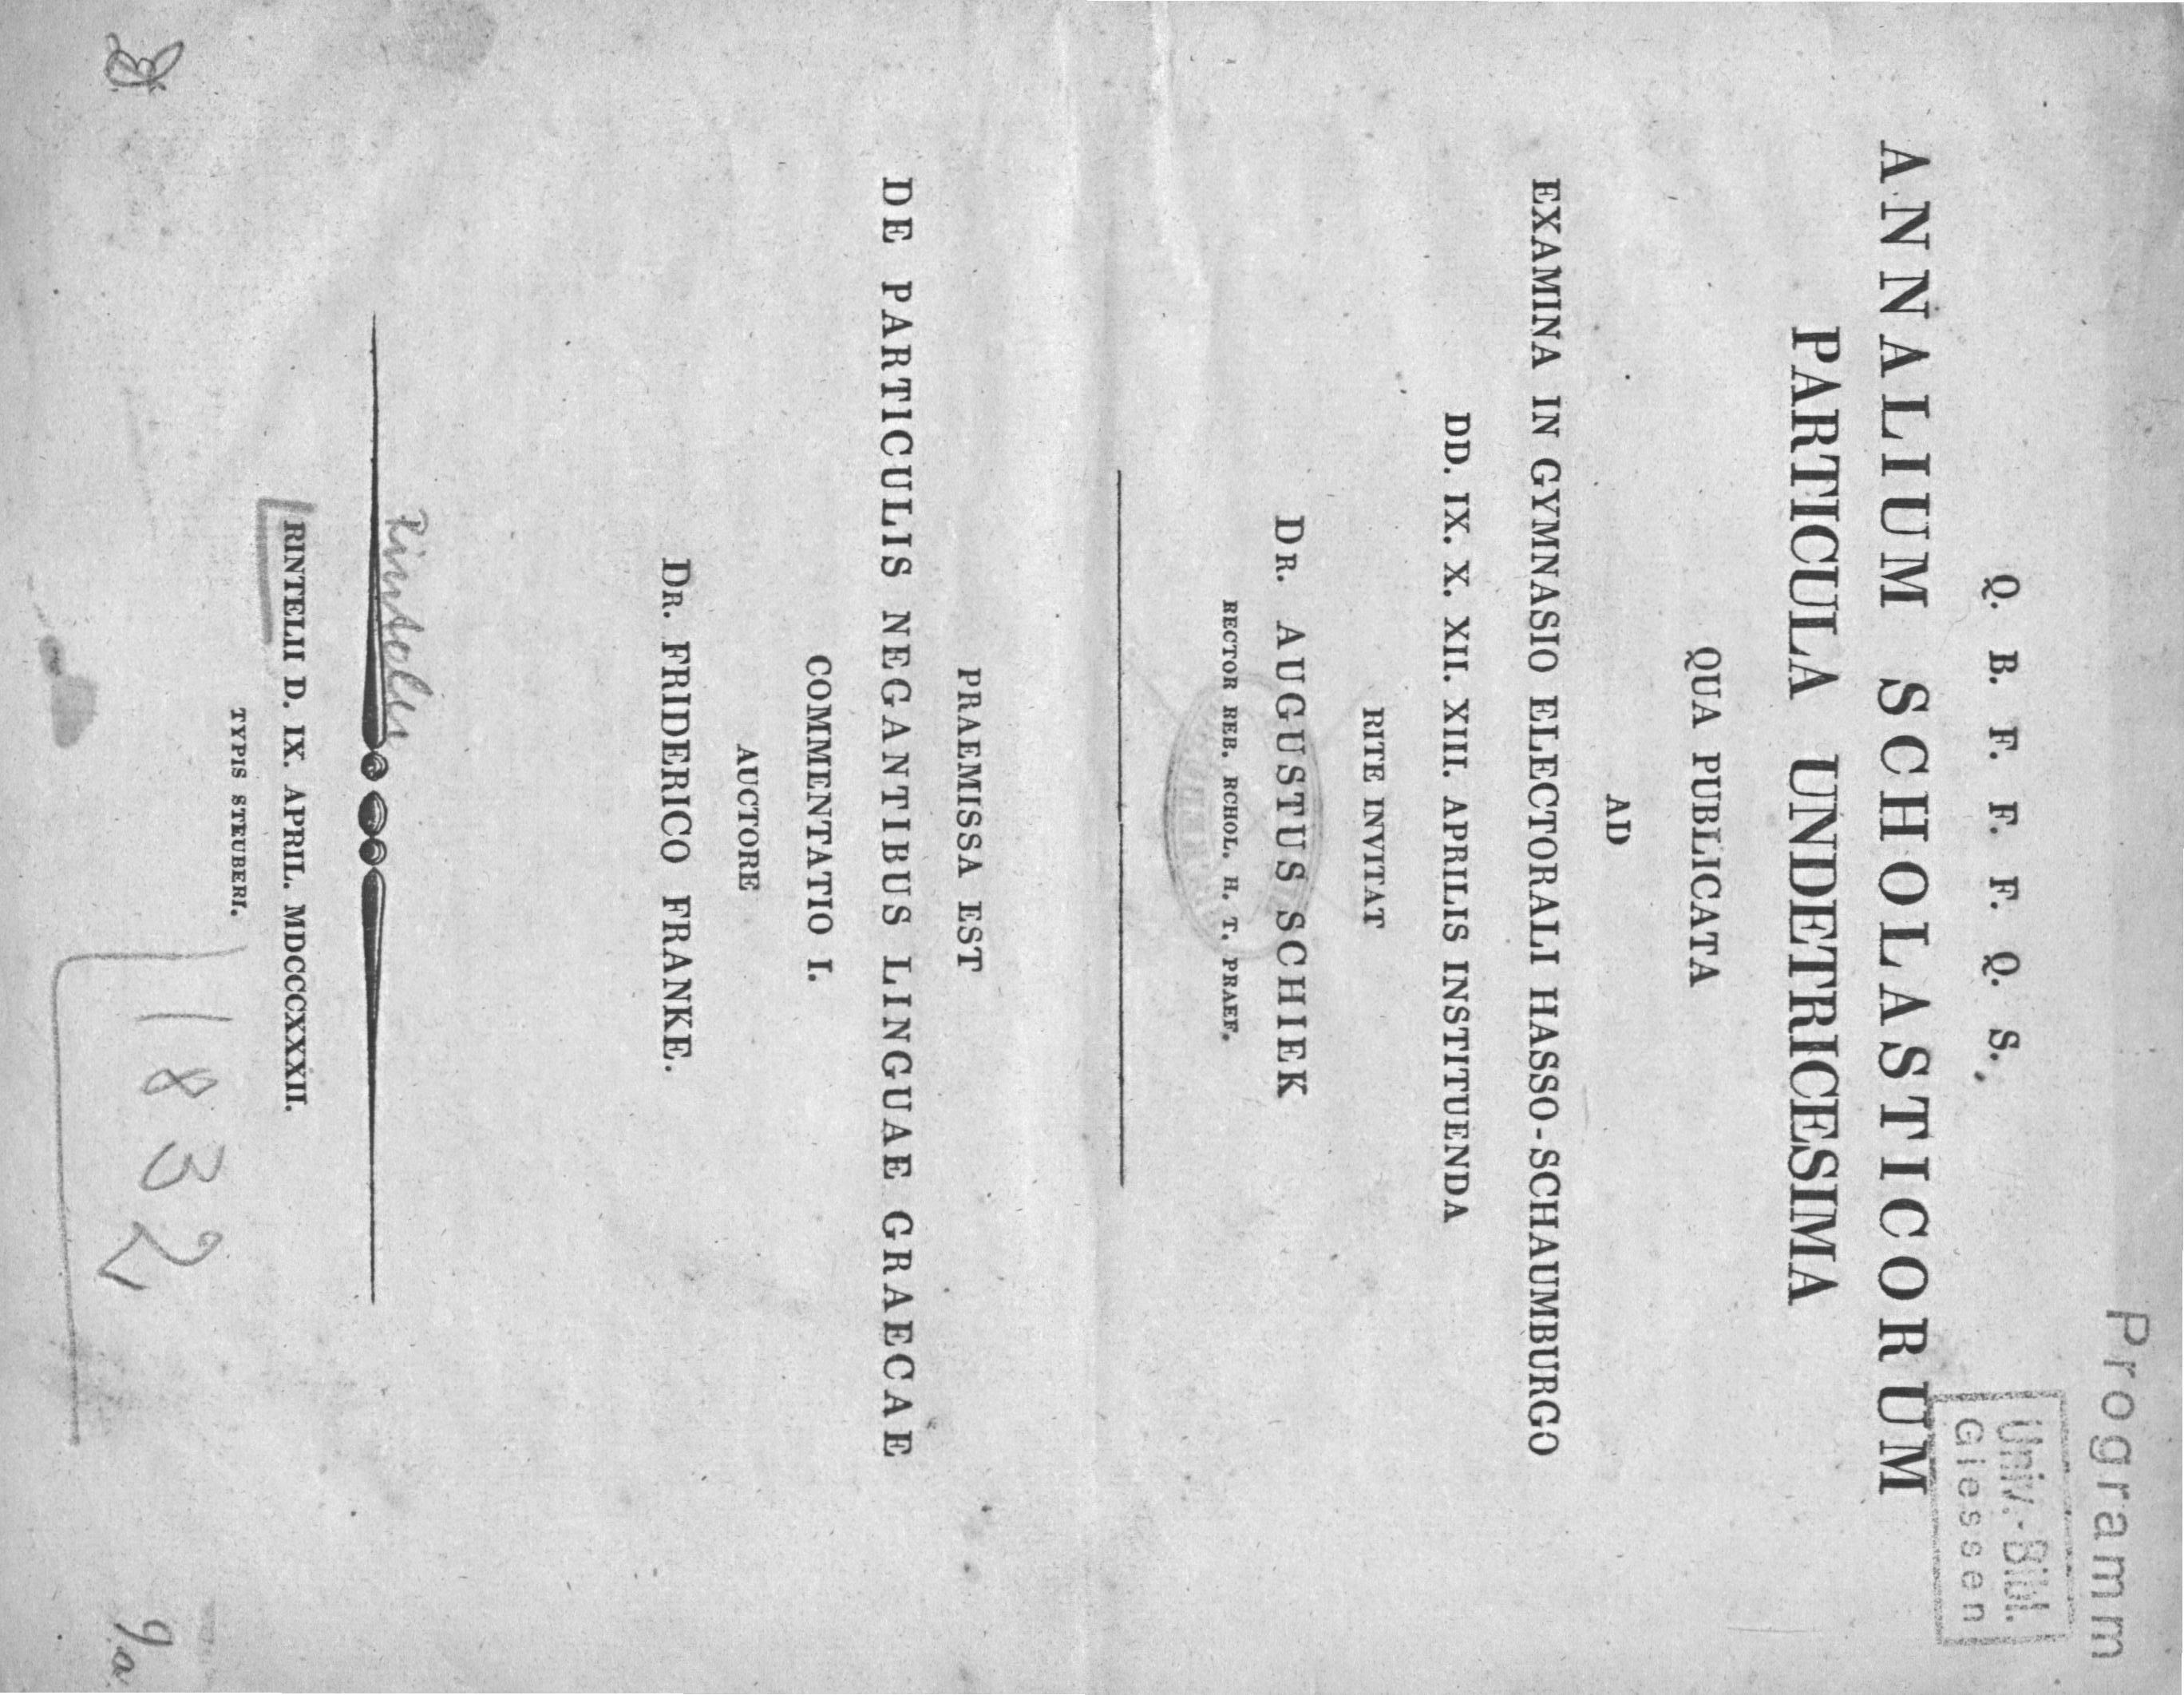 Programm
Univ.-Bibl.
Giessen
Q. B. F. F. F. Q. S.
ANNALIUM SCHOLASTICORUM
PARTICULA UNDETRICESIMA
QUA PUBLICATA
AD
EXAMINA IN GYMNASIO ELECTORALI HASSO-SCHAUMBURGO
DD. IX. X. XII. XIII. APRILIS INSTITUENDA
RITE INVITAT
DR. AUGUSTUS SCHIEK
RECTOR REB. RCHOL. H. T. PRAEF.
PRAEMISSA EST
DE PARTICULIS NEGANTIBUS LINGUAE GRAECAE
COMMENTATIO I.
AUCTORE
DR. FRIDERICO FRANKE.
Rinteln
RINTELII D. IX. APRIL. MDCCCXXXII.
TYPIS STEUBERI.
1832
9a